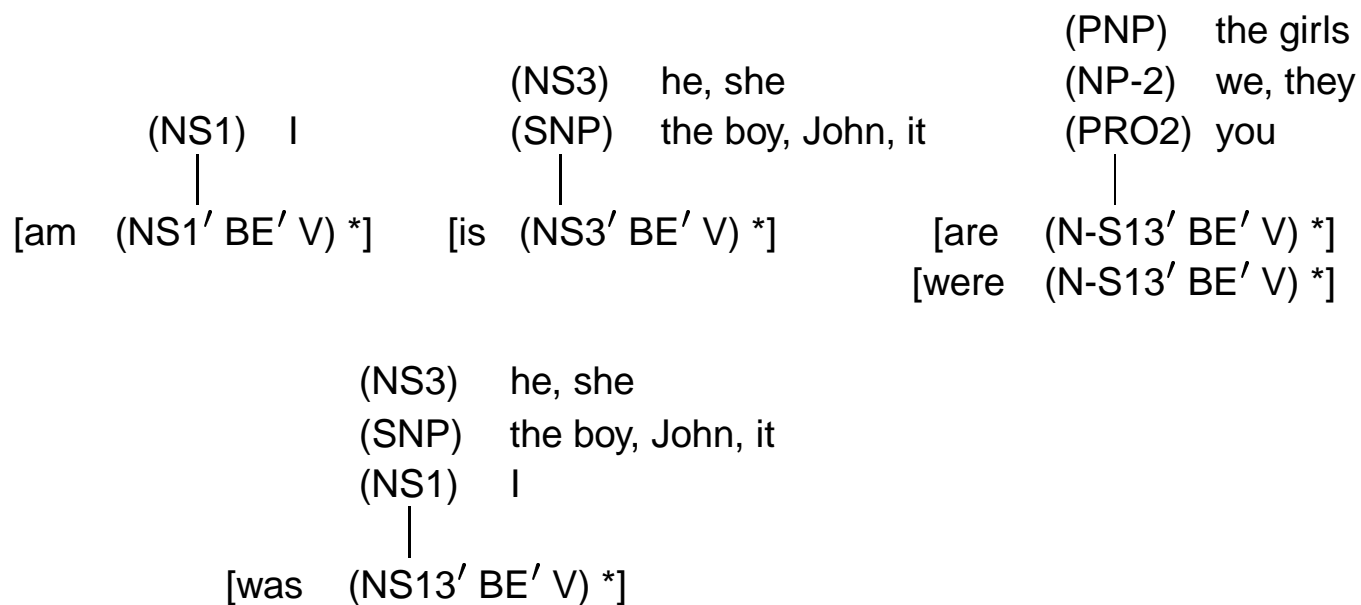 (PNP) the girls
(NS3) he, she (NP-2) we, they
(NS1) I (SNP) the boy, John, it (PRO2) you
[am (NS1′ BE′ V) *] [is (NS3′ BE′ V) *] [are (N-S13′ BE′ V) *]
[were (N-S13′ BE′ V) *]
(NS3) he, she
(SNP) the boy, John, it
(NS1) I
[was (NS13′ BE′ V) *]